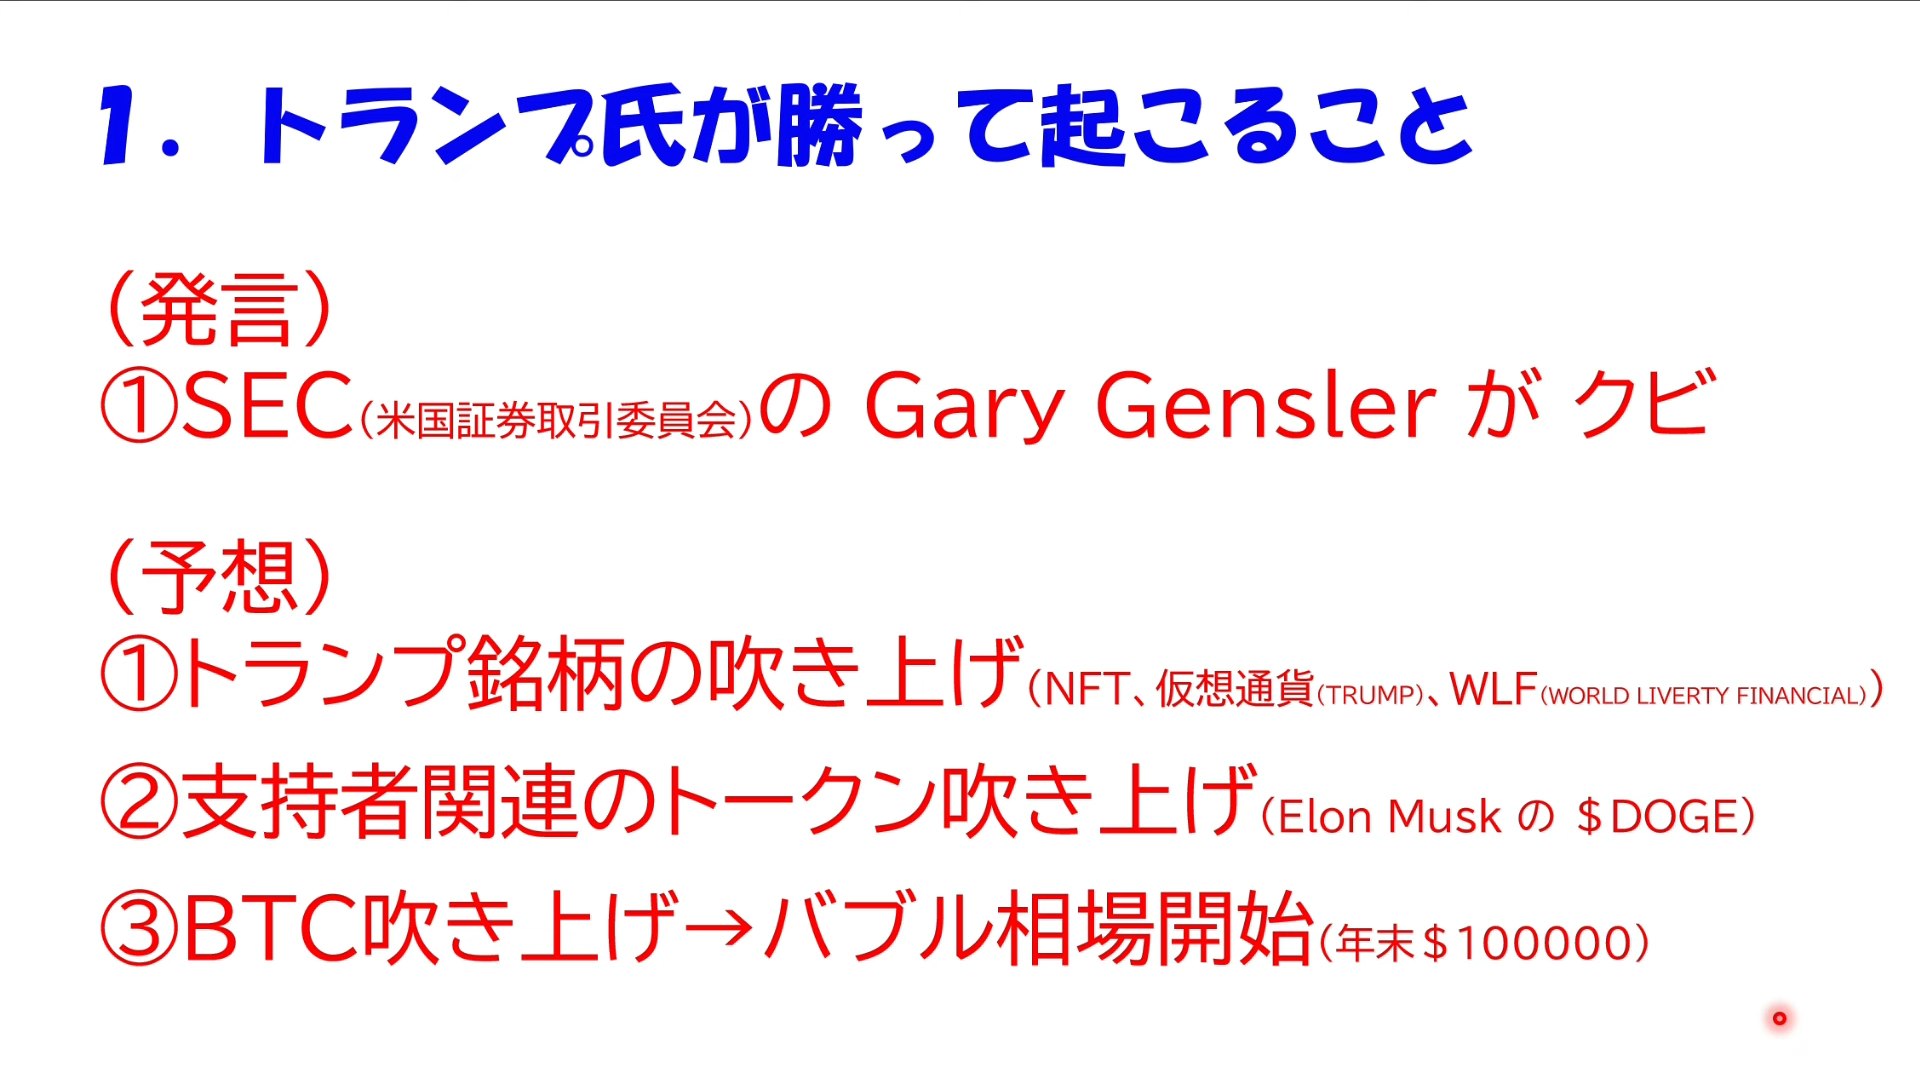 1. トランプ氏が勝って起こること
（発言）
①SEC（米国証券取引委員会）の Gary Gensler が クビ
（予想）
①トランプ銘柄の吹き上げ（NFT、仮想通貨（TRUMP）、WLF（WORLD LIVERTY FINANCIAL））
②支持者関連のトークン吹き上げ（Elon Musk の ＄DOGE）
③BTC吹き上げ→バブル相場開始（年末＄100000）